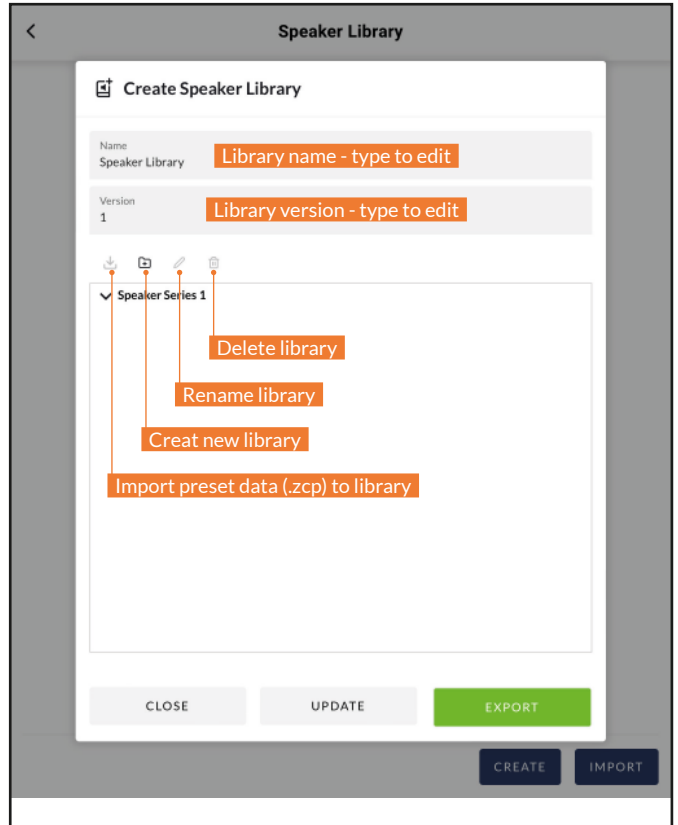 Speaker Library
Create Speaker Library
Name
Speaker Library
Library name - type to edit
Version
1
Library version - type to edit
Speaker Series 1
Delete library
Rename library
Creat new library
Import preset data (.zcp) to library
CLOSE
UPDATE
EXPORT
CREATE
IMPORT